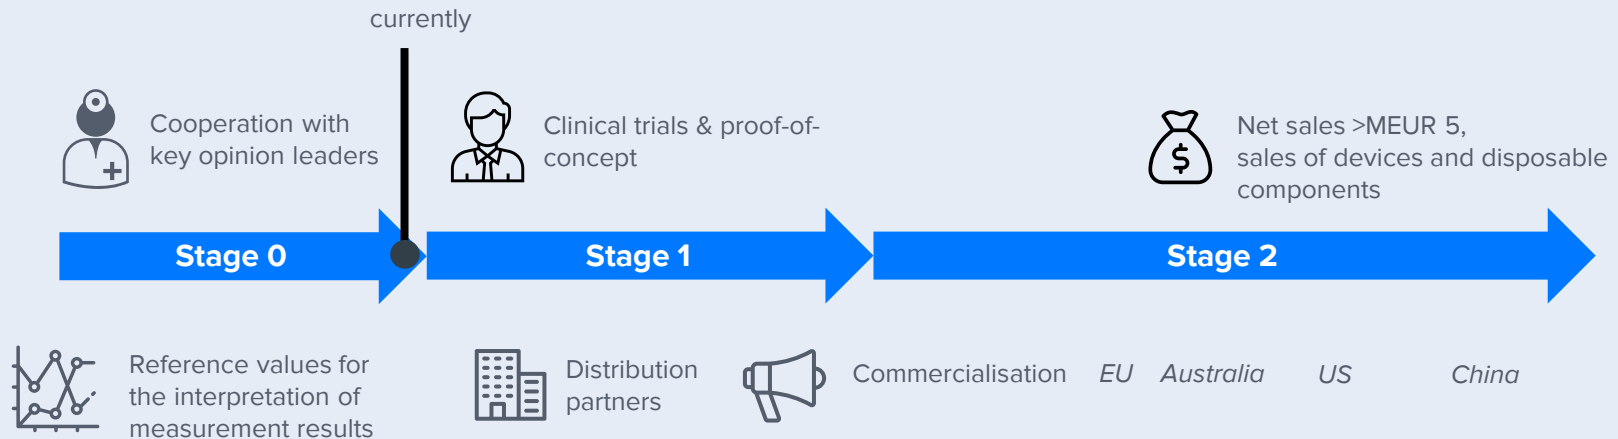 currently
Cooperation with
key opinion leaders
Clinical trials & proof-of-
concept
$
Net sales >MEUR 5,
sales of devices and disposable
components
Stage 0
Stage 1
Stage 2
Reference values for
the interpretation of
measurement results
Distribution
partners
Commercialisation
EU
Australia
US
China